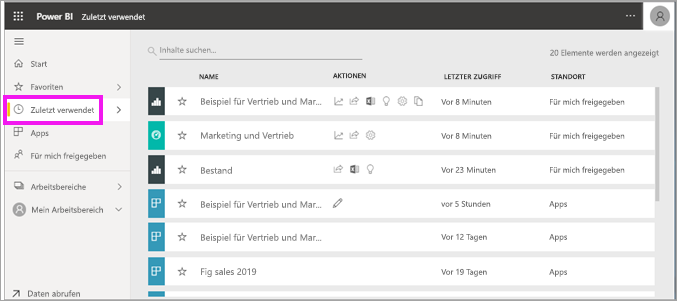 Power BI Zuletzt verwendet ...
Inhalte suchen...
20 Elemente werden angezeigt
Start
Favoriten
Zuletzt verwendet
Apps
Für mich freigegeben
Arbeitsbereiche
Mein Arbeitsbereich
Daten abrufen
NAME AKTIONEN LETZTER ZUGRIFF STANDORT
Beispiel für Vertrieb und Mar... Vor 8 Minuten Für mich freigegeben
Marketing und Vertrieb Vor 8 Minuten Für mich freigegeben
Bestand Vor 23 Minuten Für mich freigegeben
Beispiel für Vertrieb und Mar... vor 5 Stunden Apps
Beispiel für Vertrieb und Mar... Vor 12 Tagen Apps
Fig sales 2019 Vor 19 Tagen Apps